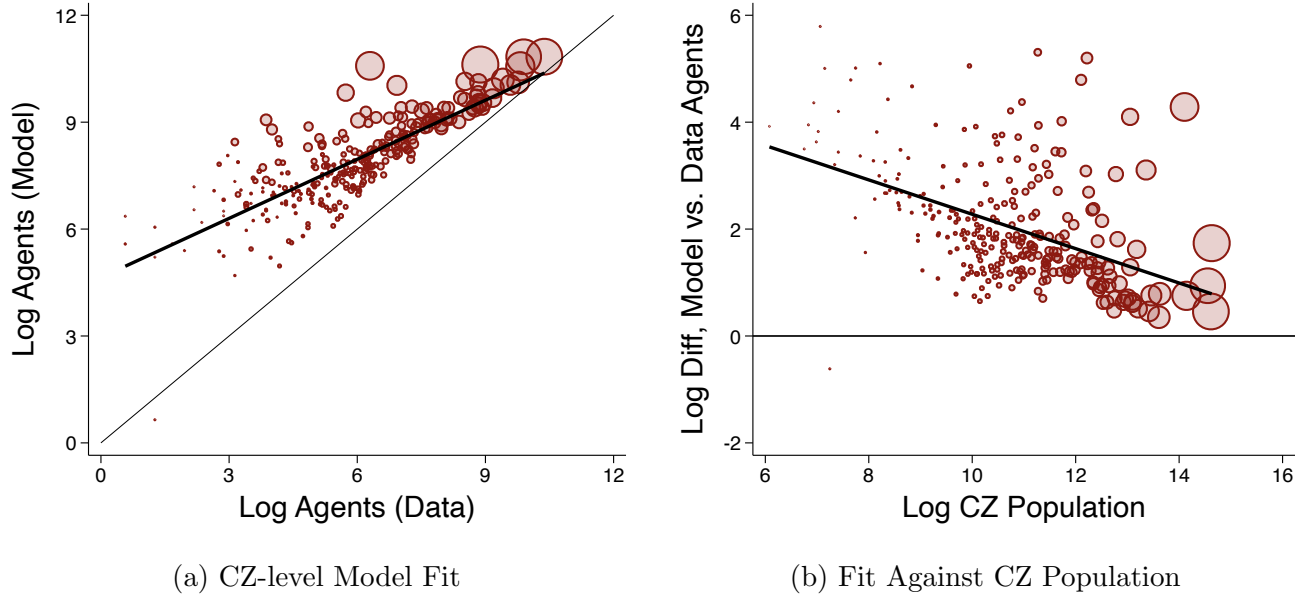 Log Agents (Model)
12
9
6
3
0
0 3 6 9 12
Log Agents (Data)
(a) CZ-level Model Fit
Log Diff, Model vs. Data Agents
6
4
2
0
-2
6 8 10 12 14 16
Log CZ Population
(b) Fit Against CZ Population